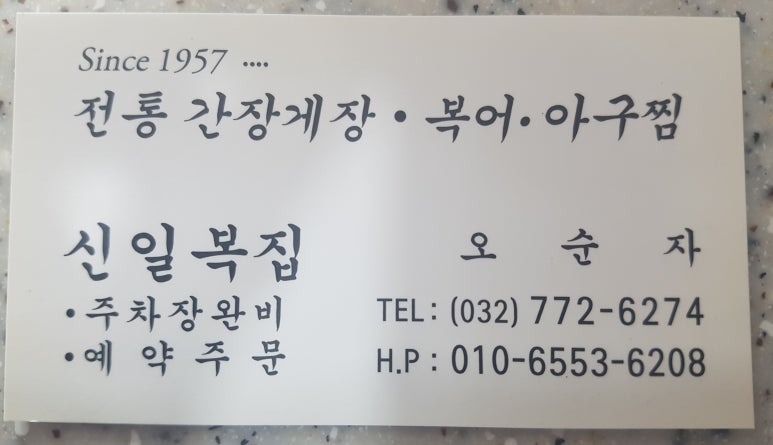 Since 1957 ....
전통 간장게장 • 복어 • 아구찜
신일복집
오 순 자
• 주차장완비
TEL : (032) 772-6274
• 예 약 주 문
H.P : 010-6553-6208